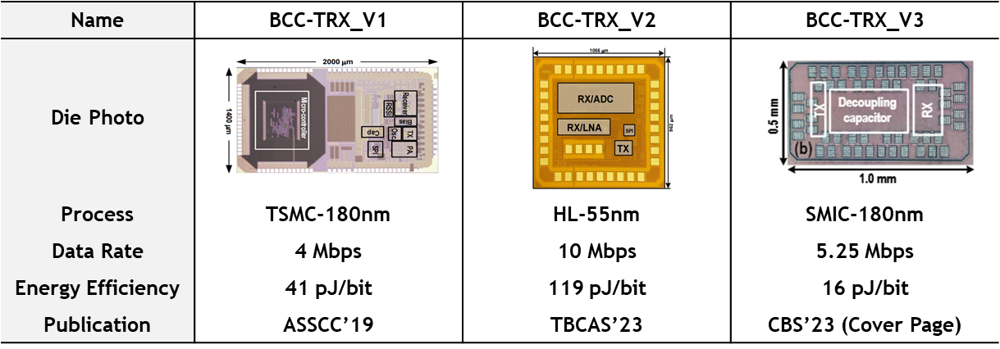 Name BCC-TRX_V1 BCC-TRX_V2 BCC-TRX_V3
Die Photo
2000 μm
1400 μm
Micro-controller
Receiver
RSSI
Bias
Cap
Osc
TX
SPI
PA
1056 μm
962 μm
RX/ADC
RX/LNA
SPI
TX
0.5 mm
TX
Decoupling
capacitor
RX
(b)
1.0 mm
Process TSMC-180nm HL-55nm SMIC-180nm
Data Rate 4 Mbps 10 Mbps 5.25 Mbps
Energy Efficiency 41 pJ/bit 119 pJ/bit 16 pJ/bit
Publication ASSCC’19 TBCAS’23 CBS’23 (Cover Page)